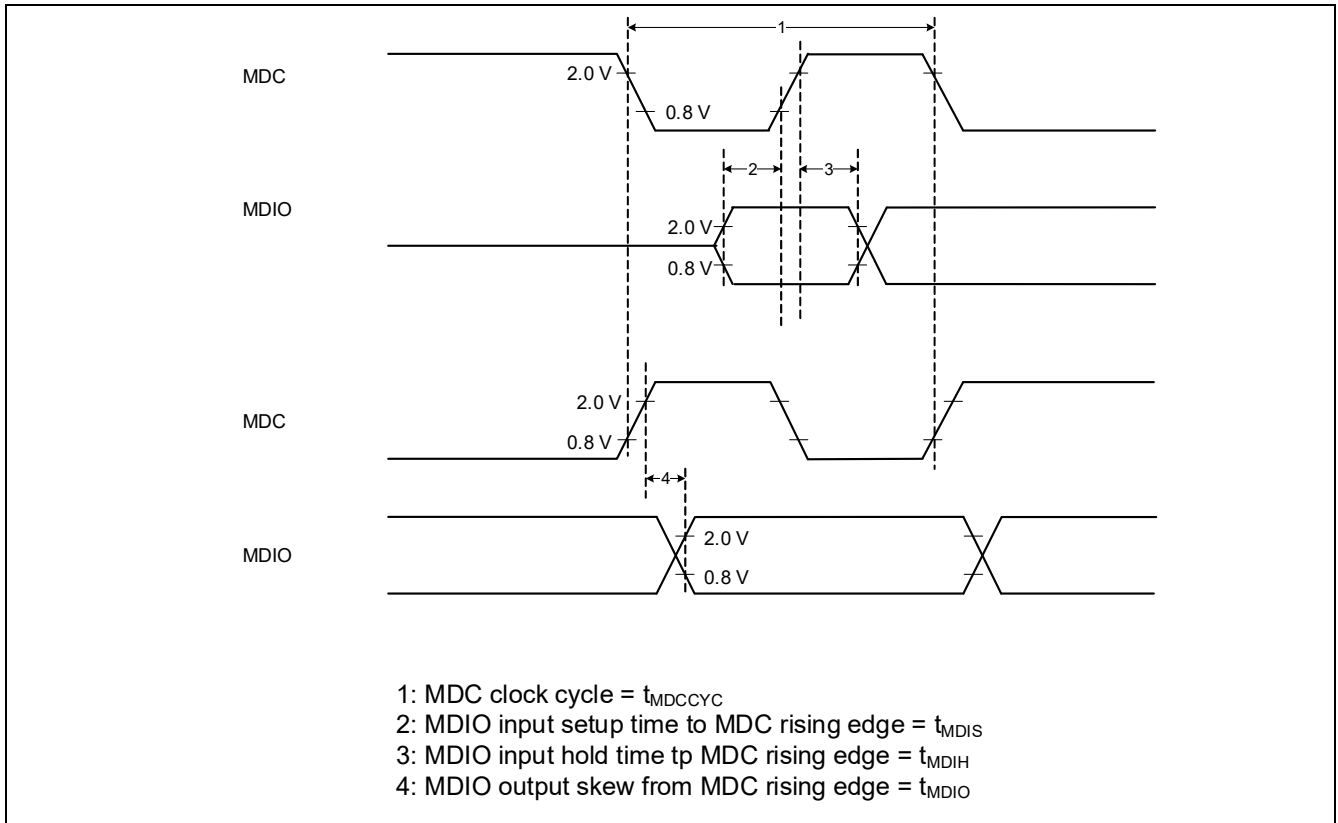 1
MDC
2.0 V
0.8 V
2
3
MDIO
2.0 V
0.8 V
MDC
2.0 V
0.8 V
4
MDIO
2.0 V
0.8 V
1: MDC clock cycle = tMDCCYC
2: MDIO input setup time to MDC rising edge = tMDIS
3: MDIO input hold time tp MDC rising edge = tMDIH
4: MDIO output skew from MDC rising edge = tMDIO